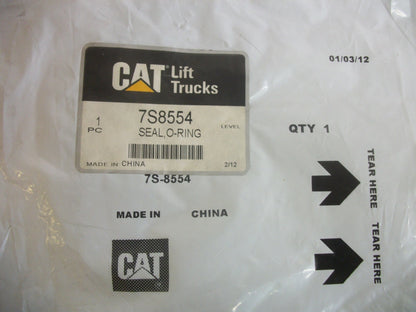 01/03/12
CAT Lift
Trucks
1 7S8554
PC SEAL,O-RING LEVEL
MADE IN CHINA 2/12
QTY 1
7S-8554
MADE IN CHINA
CAT
TEAR HERE
TEAR HERE